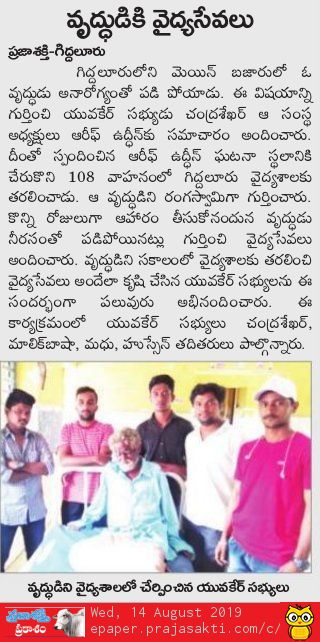 వృద్ధుడికి వైద్యసేవలు
ప్రజాశక్తి-గిద్దలూరు
గిద్దలూరులోని మెయిన్ బజారులో ఓ
వృద్ధుడు అనారోగ్యంతో పడి పోయాడు. ఈ విషయాన్ని
గుర్తించి యువకేర్ సభ్యుడు చంద్రశేఖర్ ఆ సంస్థ
అధ్యక్షులు ఆరీఫ్ ఉద్దీన్‌కు సమాచారం అందించారు.
దీంతో స్పందించిన ఆరీఫ్ ఉద్దీన్ ఘటనా స్థలానికి
చేరుకొని 108 వాహనంలో గిద్దలూరు వైద్యశాలకు
తరలించాడు. ఆ వృద్ధుడిని రంగస్వామిగా గుర్తించారు.
కొన్ని రోజులుగా ఆహారం తీసుకోనందున వృద్ధుడు
నీరసంతో పడిపోయినట్లు గుర్తించి వైద్యసేవలు
అందించారు. వృద్ధుడిని సకాలంలో వైద్యశాలకు తరలించి
వైద్యసేవలు అందేలా కృషి చేసిన యువకేర్ సభ్యులను ఈ
సందర్భంగా పలువురు అభినందించారు. ఈ
కార్యక్రమంలో యువకేర్ సభ్యులు చంద్రశేఖర్,
మాలిక్‌బాషా, మధు, హుస్సేన్ తదితరులు పాల్గొన్నారు.
వృద్ధుడిని వైద్యశాలలో చేర్పించిన యువకేర్ సభ్యులు
ప్రజాశక్తి
ప్రకాశం
Wed, 14 August 2019
epaper.prajasakti.com/c/